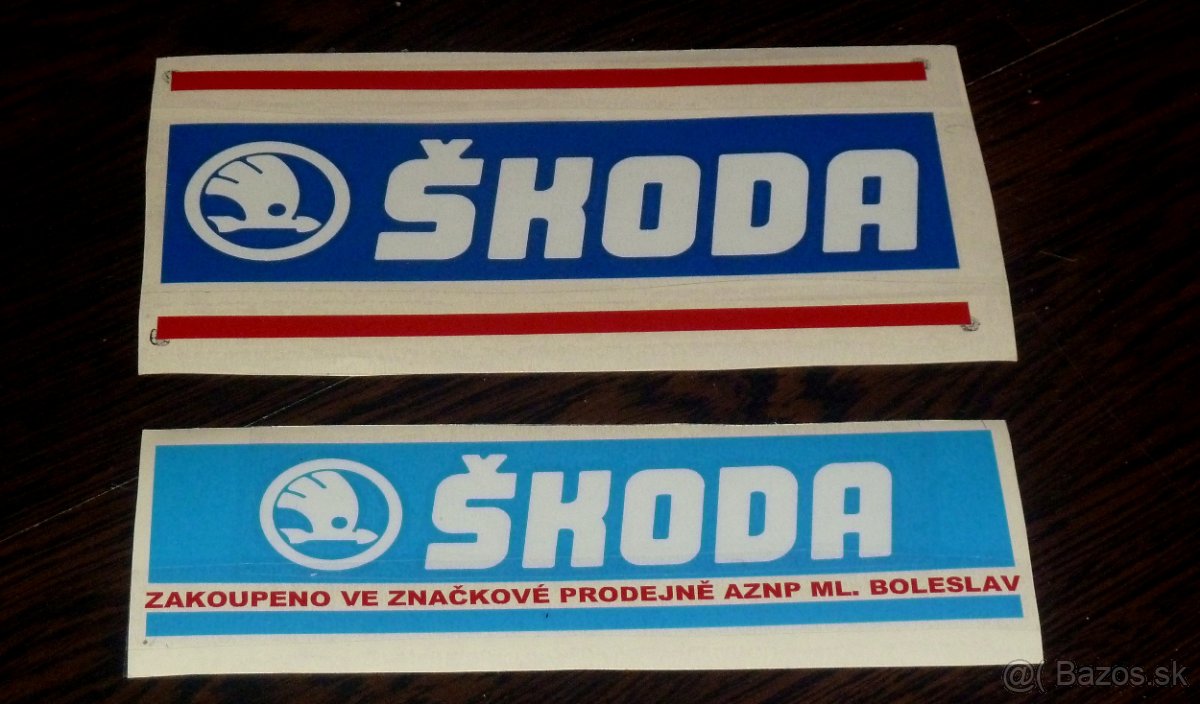 ŠKODA
ŠKODA
ZAKOUPENO VE ZNAČKOVÉ PRODEJNĚ AZNP ML. BOLESLAV
@( Bazos.sk